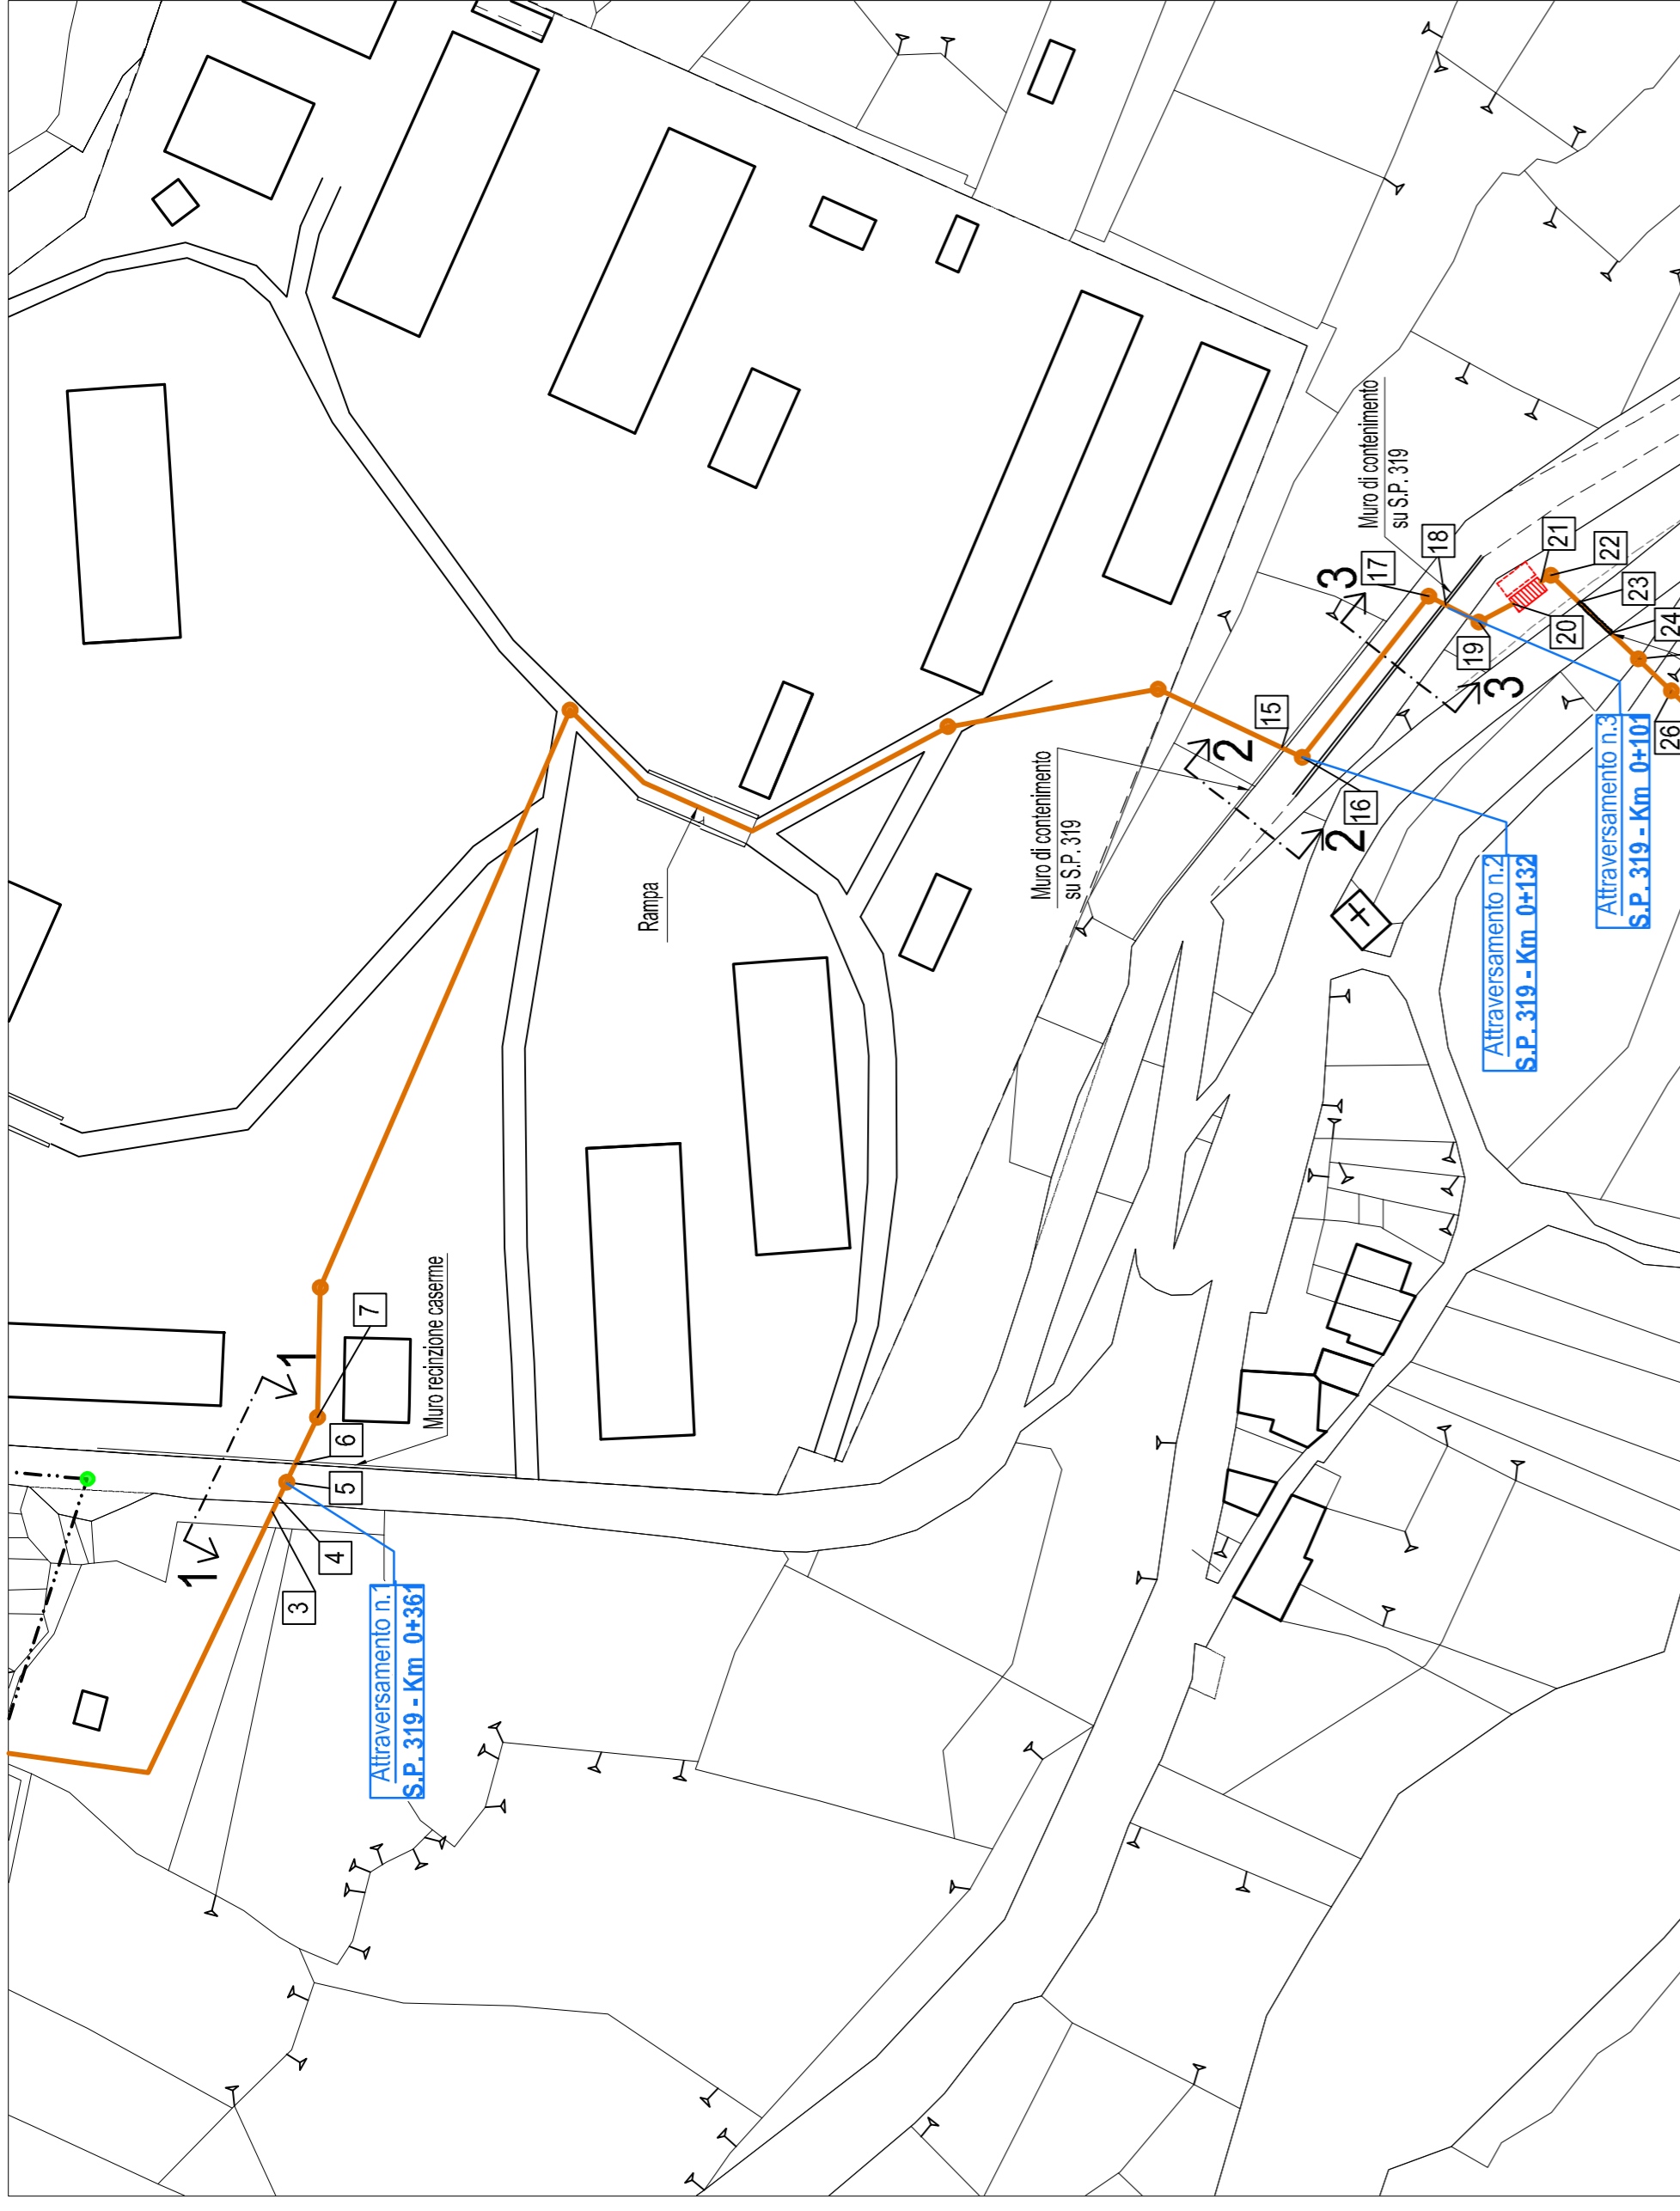 1
1
7
6
5
4
3
Muro recinzione caserme
Attraversamento n.1
S.P. 319 - Km 0+361
Rampa
Muro di contenimento
su S.P. 319
15
16
2
2
Attraversamento n.2
S.P. 319 - Km 0+132
Muro di contenimento
su S.P. 319
3
3
17
18
19
20
21
22
23
24
26
Attraversamento n.3
S.P. 319 - Km 0+101